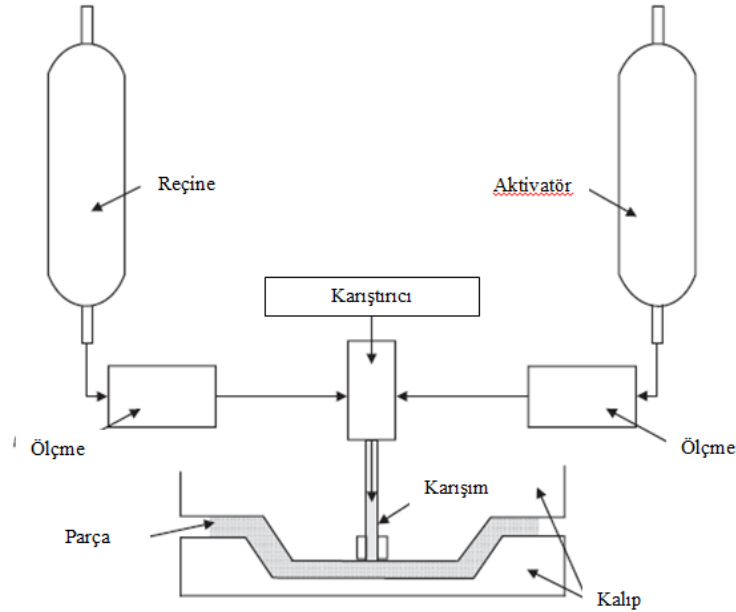 Reçine
Aktivatör
Karıştırıcı
Ölçme
Ölçme
Karışım
Parça
Kalıp